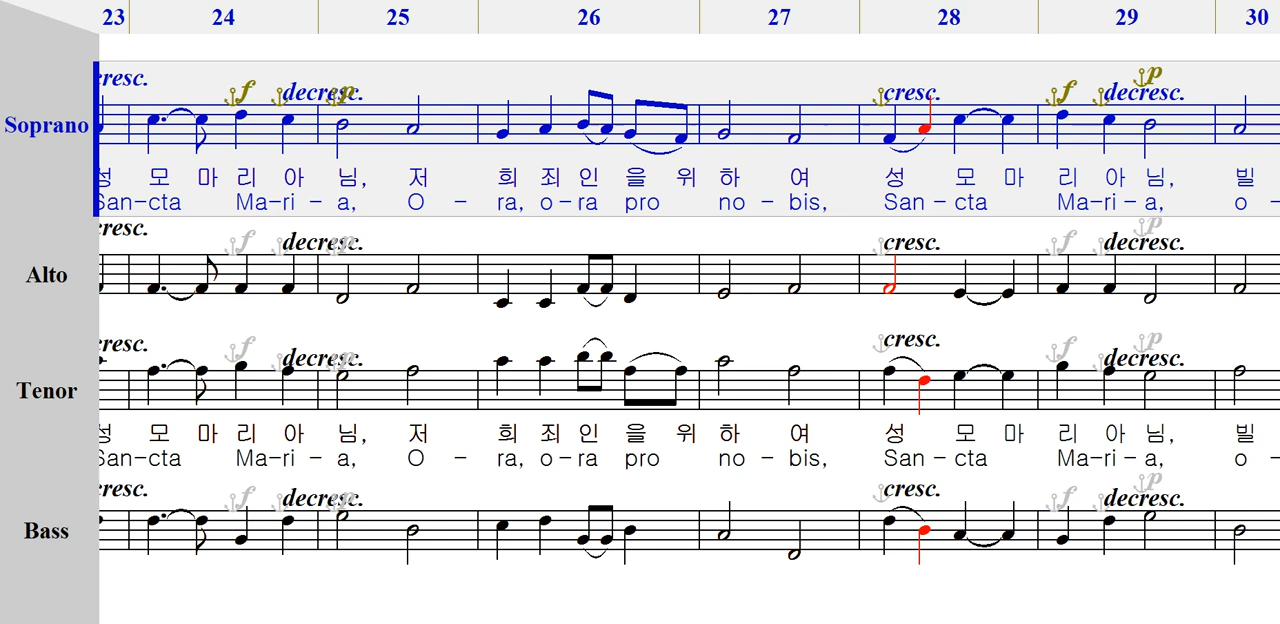 23 24 25 26 27 28 29 30
cresc. f decresc. p cresc. f decresc. p
Soprano
성 모 마 리 아 님, 저 희 죄 인 을 위 하 여 성 모 마 리 아 님, 빌
San-cta Ma-ri - a, O - ra, o-ra pro no - bis, San - cta Ma-ri - a, o -
cresc. f decresc. p cresc. f decresc. p
Alto
cresc. f decresc. p cresc. f decresc. p
Tenor
성 모 마 리 아 님, 저 희 죄 인 을 위 하 여 성 모 마 리 아 님, 빌
San-cta Ma-ri - a, O - ra, o-ra pro no - bis, San - cta Ma-ri - a, o -
cresc. f decresc. p cresc. f decresc. p
Bass